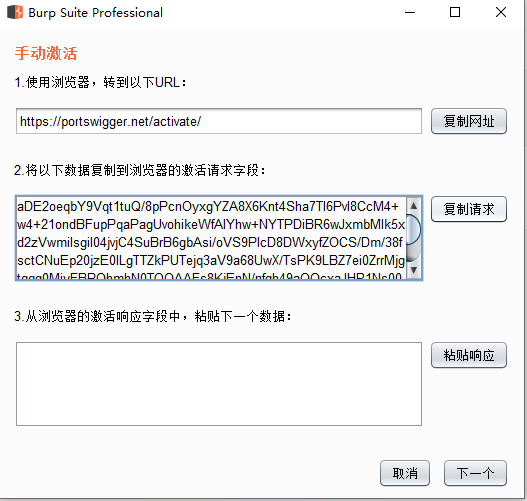 Burp Suite Professional
手动激活
1.使用浏览器，转到以下URL：
https://portswigger.net/activate/
复制网址
2.将以下数据复制到浏览器的激活请求字段：
aDE2oeqbY9Vqt1tuQ/8pPcnOyxgYZA8X6Knt4Sha7Tl6Pvl8CcM4+
w4+21ondBFupPqaPagUvohikeWfAlYhw+NYTPDiBR6wJxmbMlk5x
d2zVwmilsgil04jvjC4SuBrB6gbAsi/oVS9PlcD8DWxyfZOCS/Dm/38f
sctCNuEp20jzE0lLgTTZkPUTejq3aV9a68UwX/TsPK9LBZ7ei0ZrrMjg
复制请求
3.从浏览器的激活响应字段中，粘贴下一个数据：
粘贴响应
取消
下一个